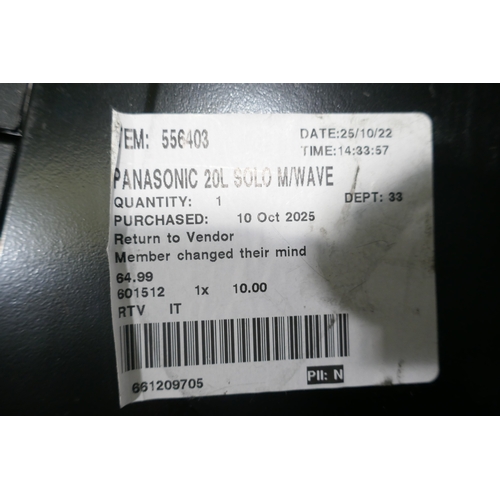 /EM: 556403 DATE:25/10/22
TIME:14:33:57
PANASONIC 20L SOLO M/WAVE
QUANTITY: 1 DEPT: 33
PURCHASED: 10 Oct 2025
Return to Vendor
Member changed their mind
64.99
601512 1x 10.00
RTV IT
661209705 PII: N